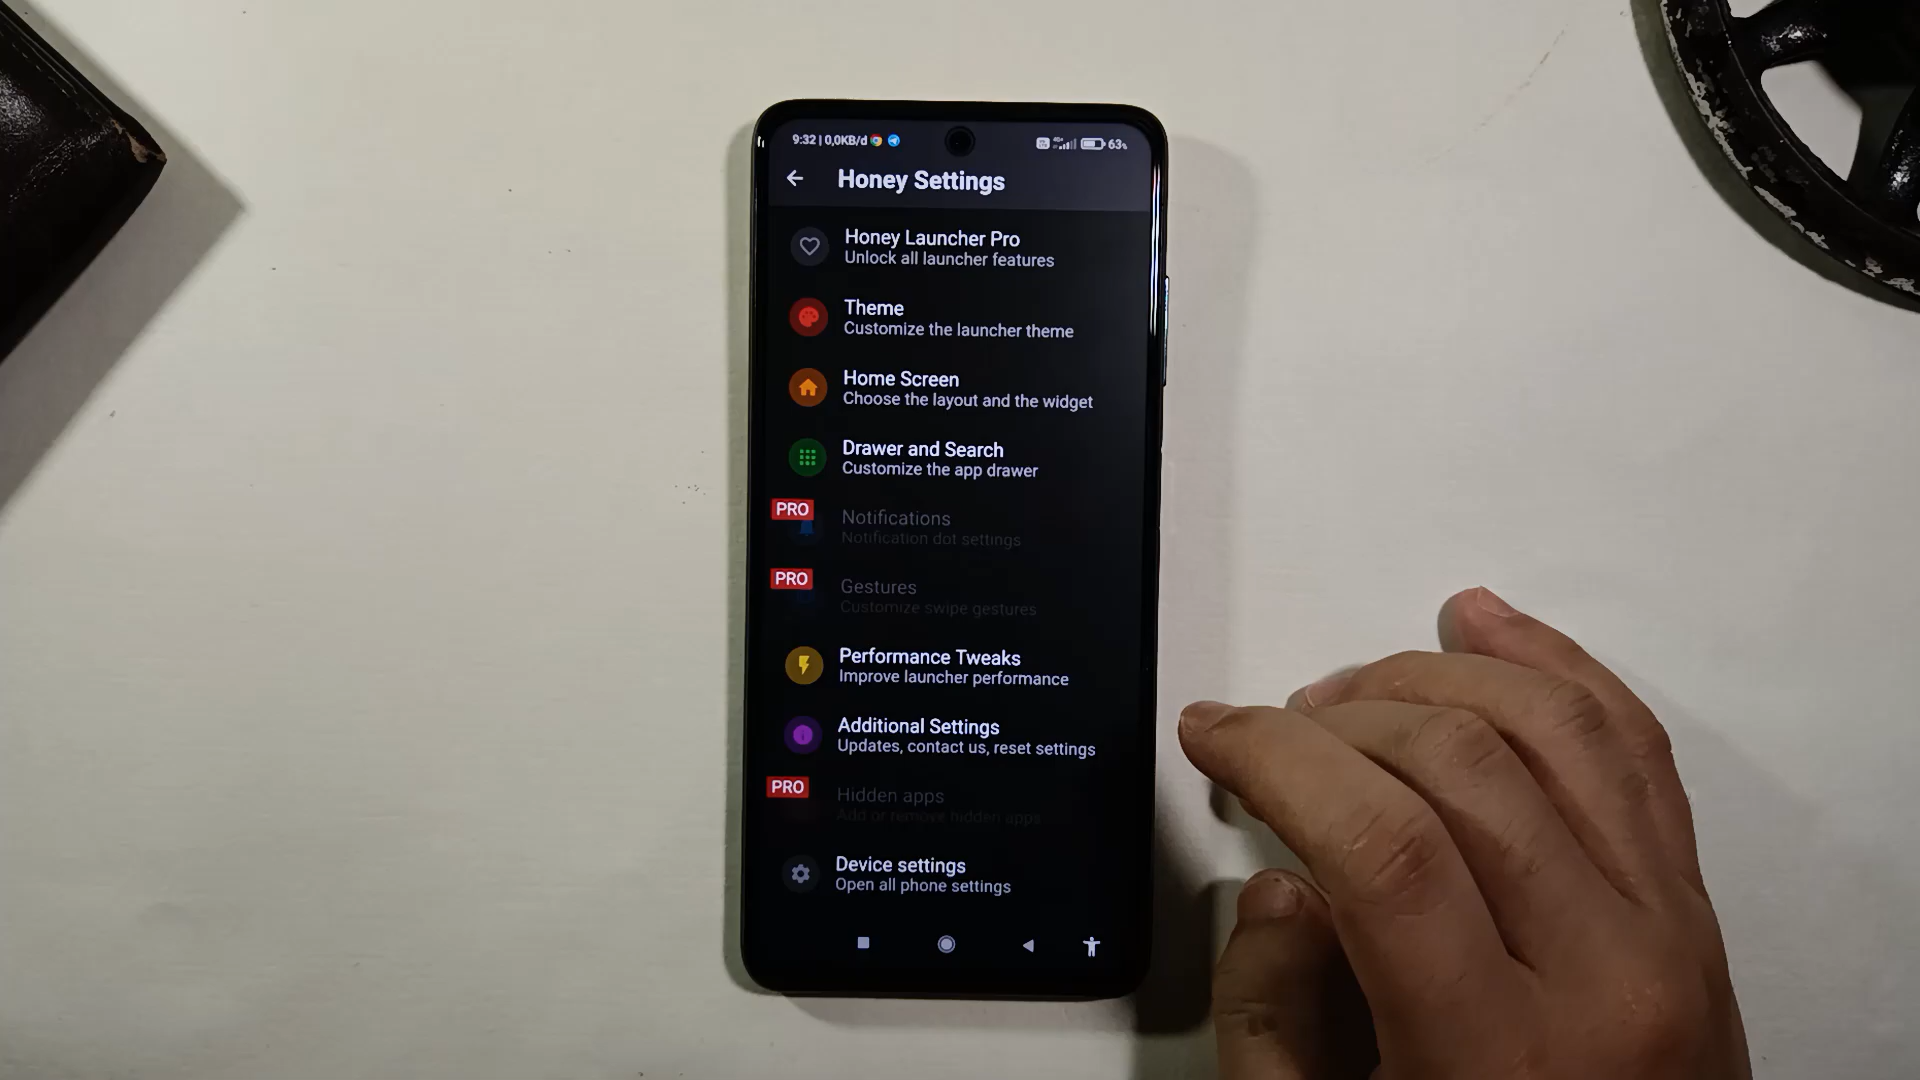 9:32 | 0,0KB/d
63%
Honey Settings
Honey Launcher Pro
Unlock all launcher features
Theme
Customize the launcher theme
Home Screen
Choose the layout and the widget
Drawer and Search
Customize the app drawer
PRO
Notifications
Notification dot settings
PRO
Gestures
Customize swipe gestures
Performance Tweaks
Improve launcher performance
Additional Settings
Updates, contact us, reset settings
PRO
Hidden apps
Add or remove hidden apps
Device settings
Open all phone settings